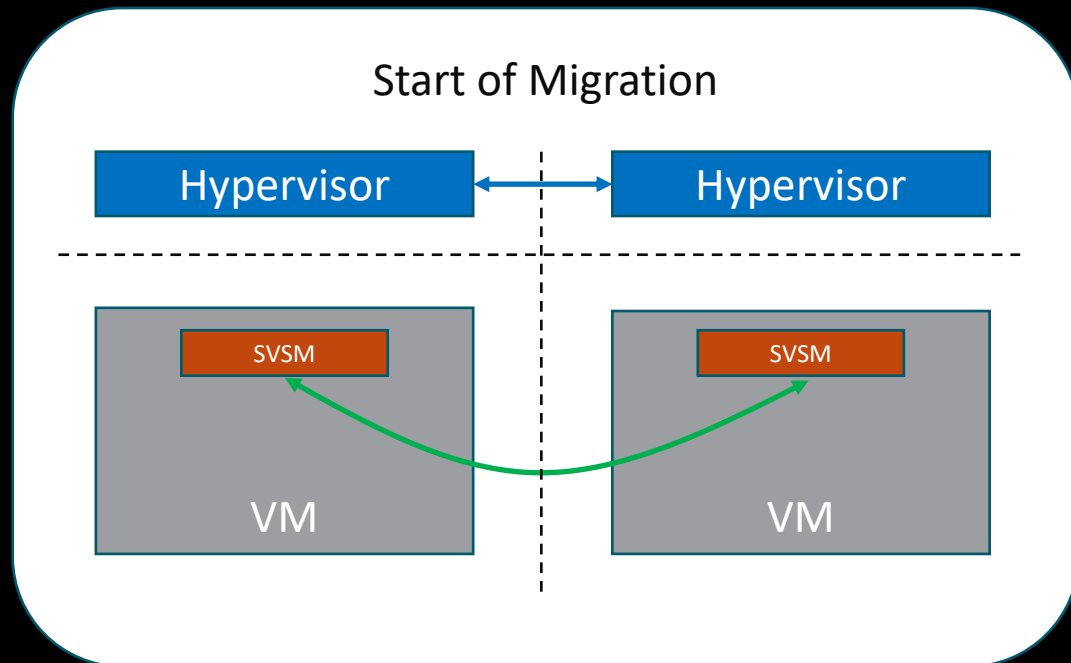 Start of Migration
Hypervisor
Hypervisor
SVSM
SVSM
VM
VM